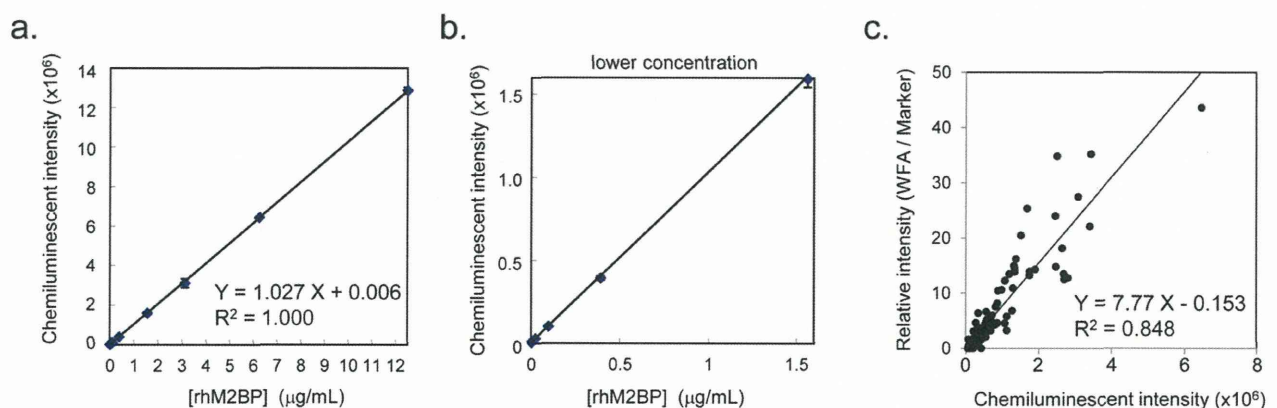 a.
Chemiluminescent intensity (x10⁶)
14
12
10
8
6
4
2
0
Y = 1.027 X + 0.006
R² = 1.000
0 1 2 3 4 5 6 7 8 9 10 11 12
[rhM2BP] (μg/mL)
b.
lower concentration
Chemiluminescent intensity (x10⁶)
1.5
1.0
0.5
0
0 0.5 1 1.5
[rhM2BP] (μg/mL)
c.
Relative intensity (WFA / Marker)
50
40
30
20
10
0
Y = 7.77 X - 0.153
R² = 0.848
0 2 4 6 8
Chemiluminescent intensity (x10⁶)